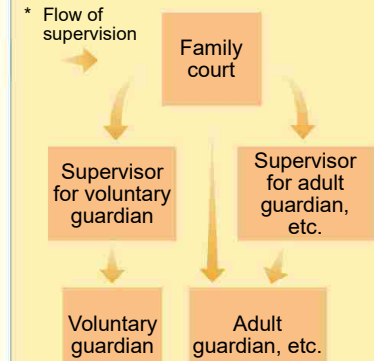 * Flow of
supervision
Family
court
Supervisor
for voluntary
guardian
Supervisor
for adult
guardian,
etc.
Voluntary
guardian
Adult
guardian, etc.